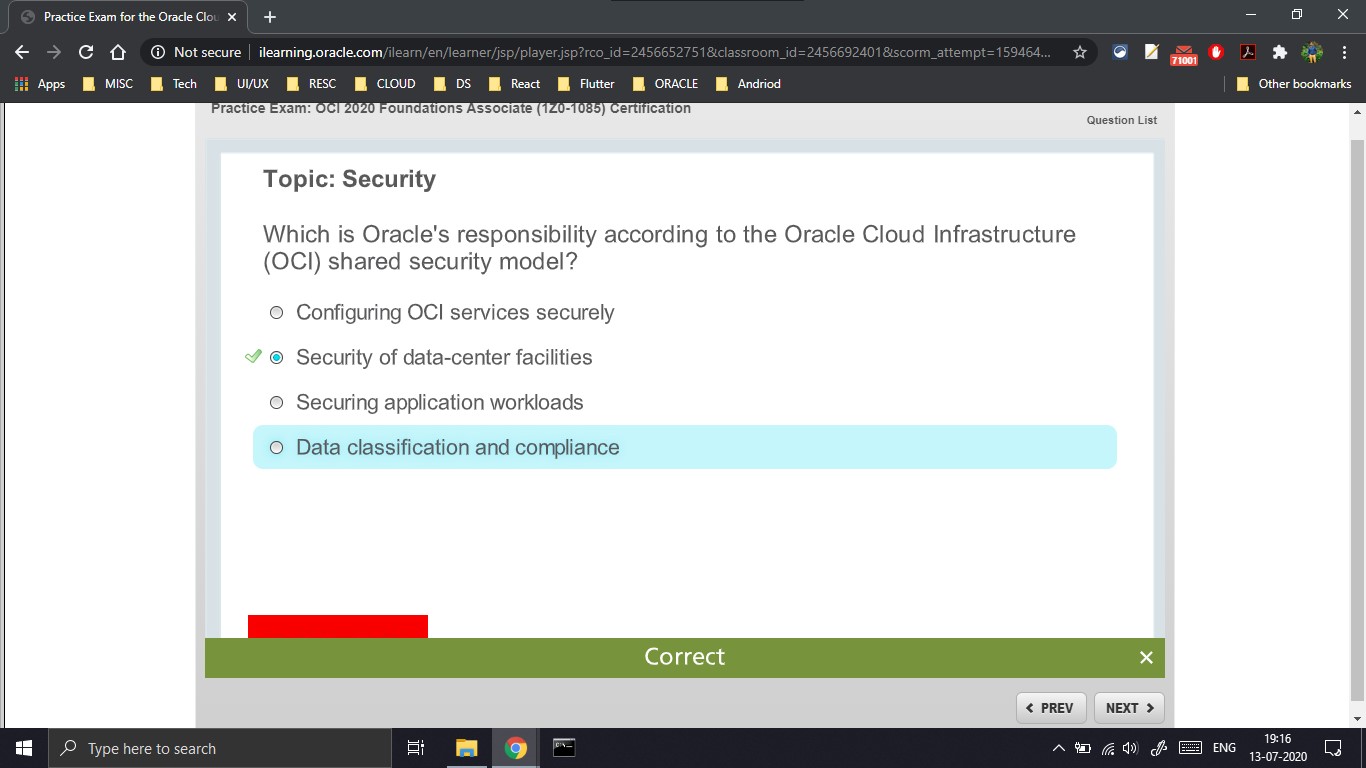 Practice Exam for the Oracle Clou
Not secure
ilearning.oracle.com/ilearn/en/learner/jsp/player.jsp?rco_id=2456652751&classroom_id=2456692401&scorm_attempt=159464...
71001
Apps
MISC
Tech
UI/UX
RESC
CLOUD
DS
React
Flutter
ORACLE
Andriod
Other bookmarks
Practice Exam: OCI 2020 Foundations Associate (1Z0-1085) Certification
Question List
Topic: Security
Which is Oracle's responsibility according to the Oracle Cloud Infrastructure
(OCI) shared security model?
Configuring OCI services securely
Security of data-center facilities
Securing application workloads
Data classification and compliance
Correct
PREV
NEXT
Type here to search
ENG
19:16
13-07-2020